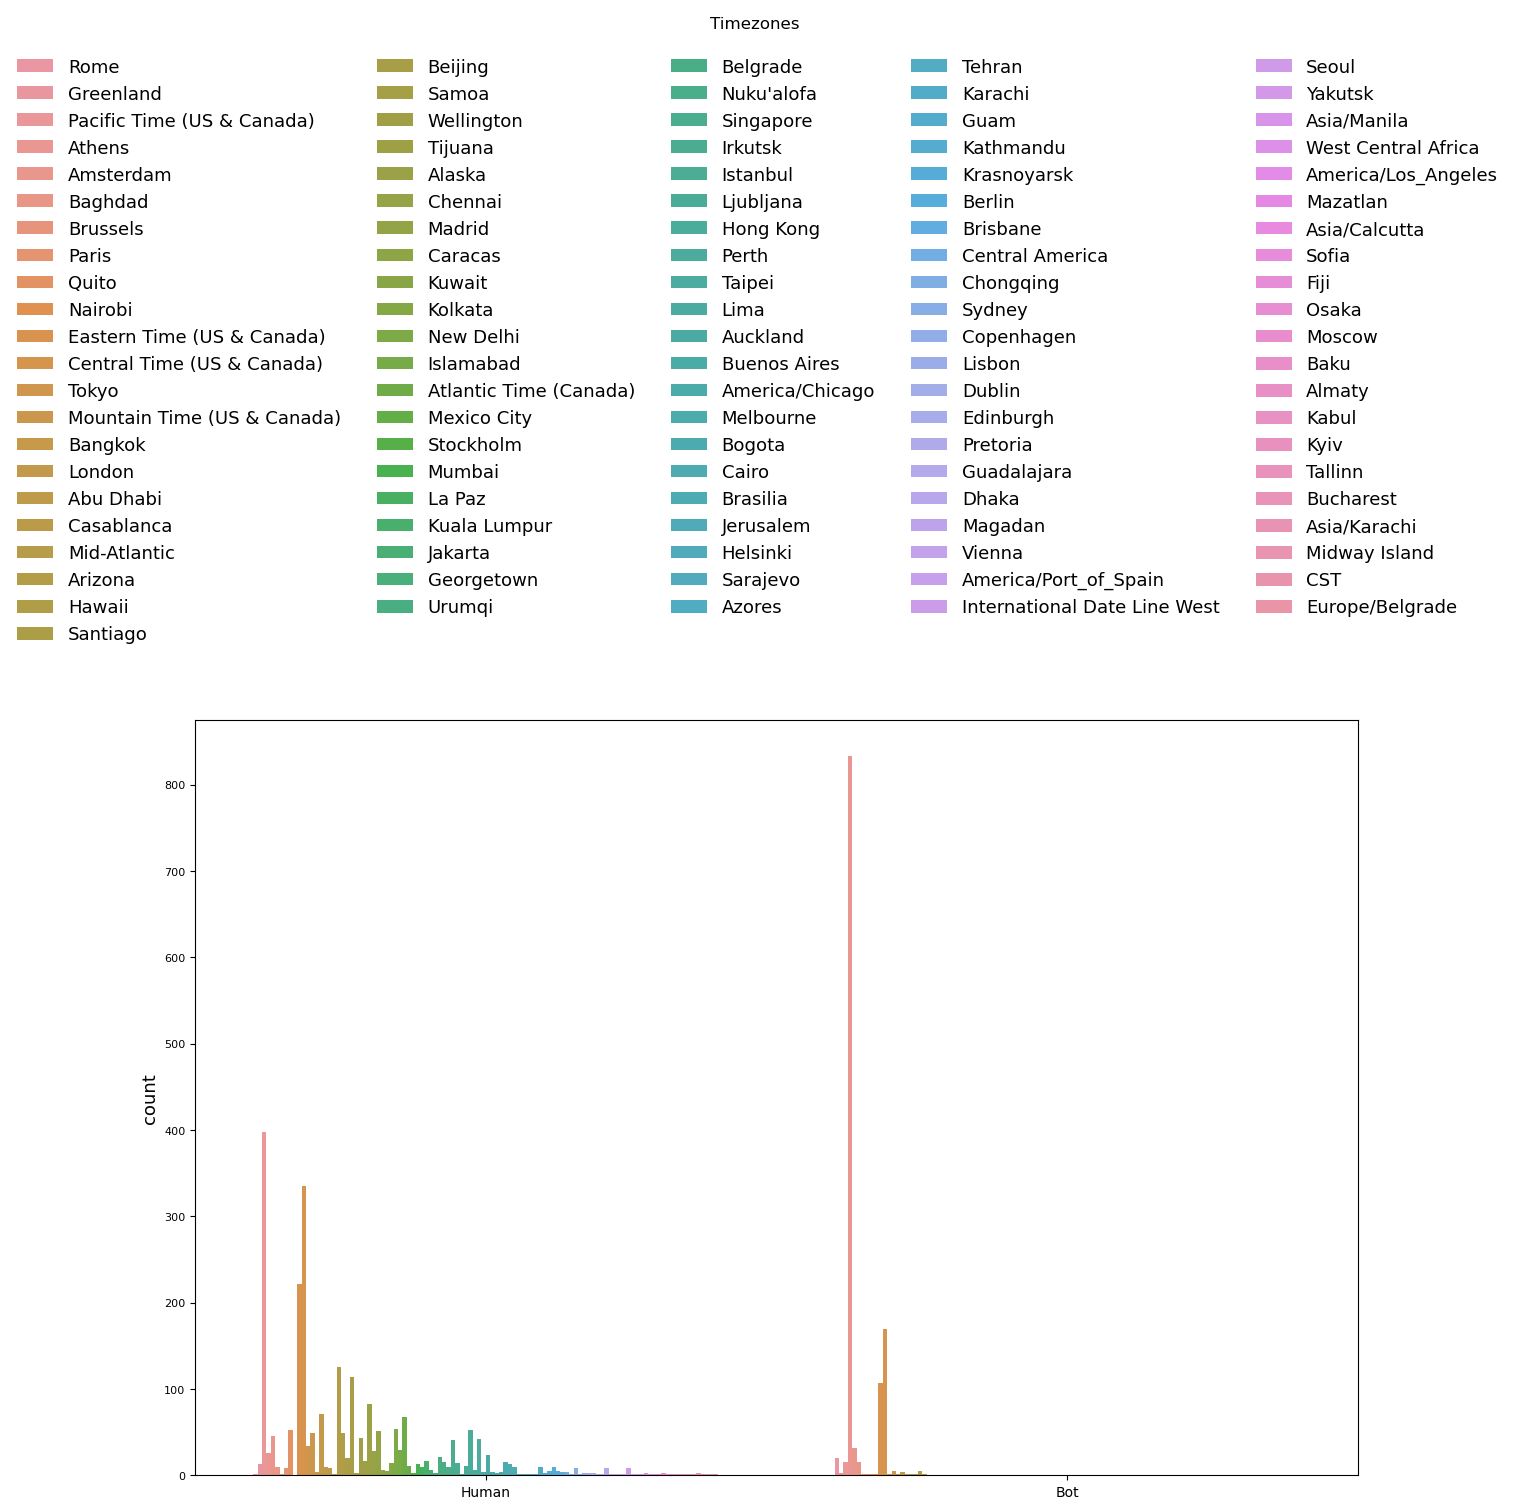 Timezones
Rome
Greenland
Pacific Time (US & Canada)
Athens
Amsterdam
Baghdad
Brussels
Paris
Quito
Nairobi
Eastern Time (US & Canada)
Central Time (US & Canada)
Tokyo
Mountain Time (US & Canada)
Bangkok
London
Abu Dhabi
Casablanca
Mid-Atlantic
Arizona
Hawaii
Santiago
Beijing
Samoa
Wellington
Tijuana
Alaska
Chennai
Madrid
Caracas
Kuwait
Kolkata
New Delhi
Islamabad
Atlantic Time (Canada)
Mexico City
Stockholm
Mumbai
La Paz
Kuala Lumpur
Jakarta
Georgetown
Urumqi
Belgrade
Nuku'alofa
Singapore
Irkutsk
Istanbul
Ljubljana
Hong Kong
Perth
Taipei
Lima
Auckland
Buenos Aires
America/Chicago
Melbourne
Bogota
Cairo
Brasilia
Jerusalem
Helsinki
Sarajevo
Azores
Tehran
Karachi
Guam
Kathmandu
Krasnoyarsk
Berlin
Brisbane
Central America
Chongqing
Sydney
Copenhagen
Lisbon
Dublin
Edinburgh
Pretoria
Guadalajara
Dhaka
Magadan
Vienna
America/Port_of_Spain
International Date Line West
Seoul
Yakutsk
Asia/Manila
West Central Africa
America/Los_Angeles
Mazatlan
Asia/Calcutta
Sofia
Fiji
Osaka
Moscow
Baku
Almaty
Kabul
Kyiv
Tallinn
Bucharest
Asia/Karachi
Midway Island
CST
Europe/Belgrade
800
700
600
500
400
300
200
100
0
count
Human
Bot